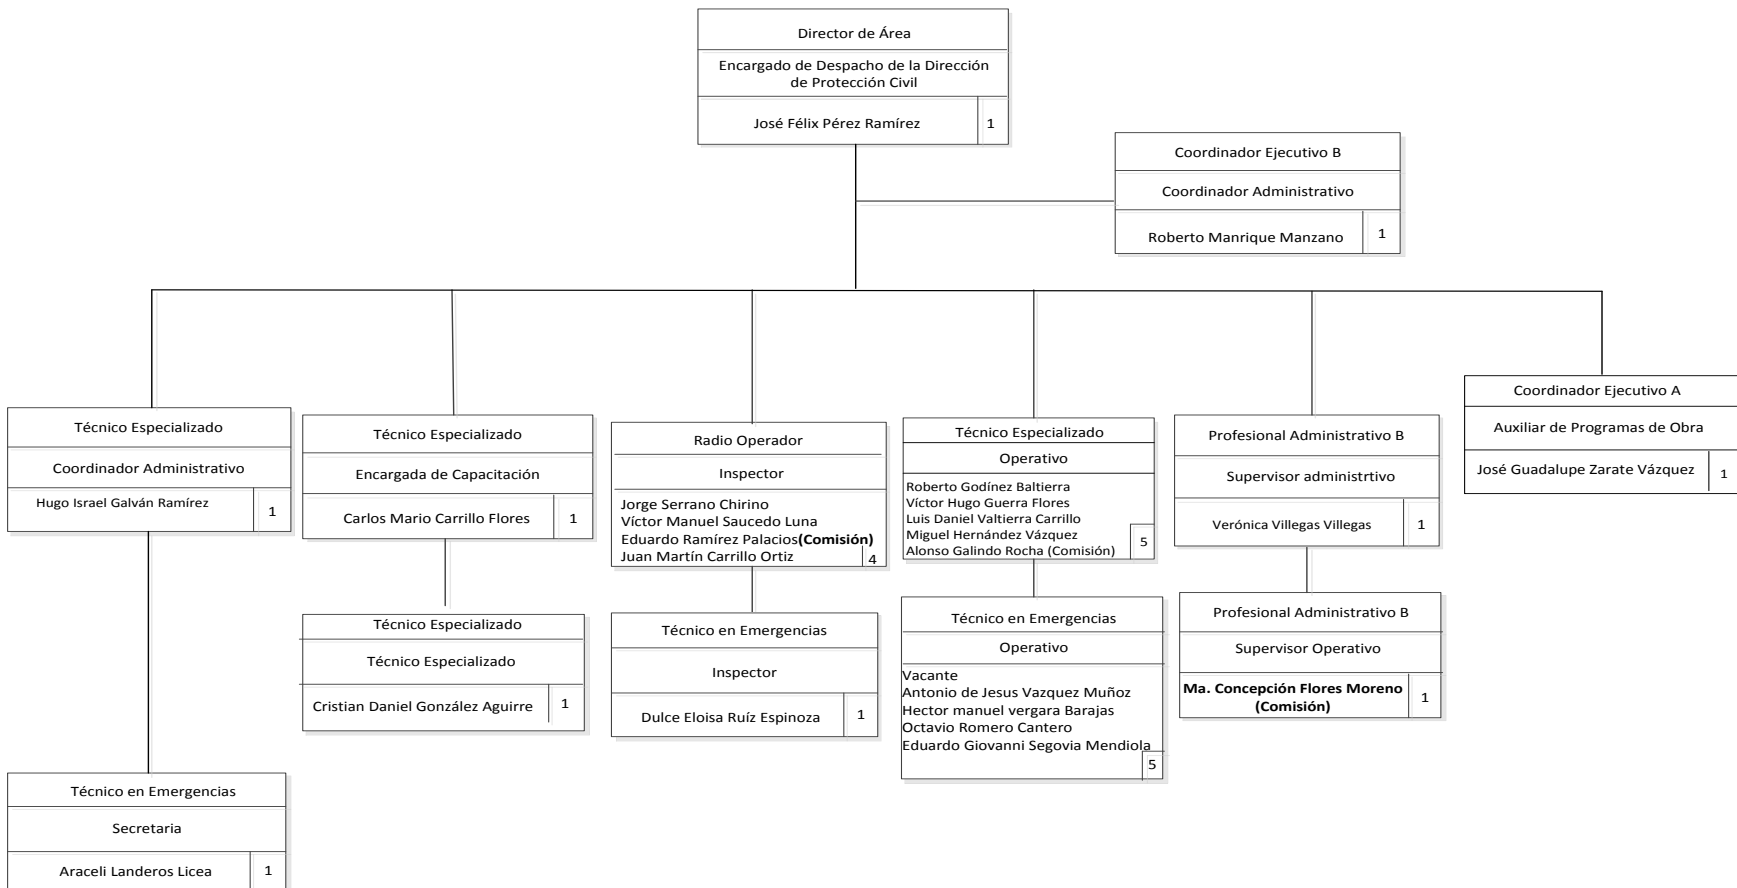 Director de Área
Encargado de Despacho de la Dirección
de Protección Civil
José Félix Pérez Ramírez
1
Coordinador Ejecutivo B
Coordinador Administrativo
Roberto Manrique Manzano
1
Técnico Especializado
Coordinador Administrativo
Hugo Israel Galván Ramírez
1
Técnico Especializado
Encargada de Capacitación
Carlos Mario Carrillo Flores
1
Radio Operador
Inspector
Jorge Serrano Chirino
Víctor Manuel Saucedo Luna
Eduardo Ramírez Palacios(Comisión)
Juan Martín Carrillo Ortiz
4
Técnico Especializado
Operativo
Roberto Godínez Baltierra
Víctor Hugo Guerra Flores
Luis Daniel Valtierra Carrillo
Miguel Hernández Vázquez
Alonso Galindo Rocha (Comisión)
5
Profesional Administrativo B
Supervisor administrtivo
Verónica Villegas Villegas
1
Coordinador Ejecutivo A
Auxiliar de Programas de Obra
José Guadalupe Zarate Vázquez
1
Técnico Especializado
Técnico Especializado
Cristian Daniel González Aguirre
1
Técnico en Emergencias
Inspector
Dulce Eloisa Ruíz Espinoza
1
Técnico en Emergencias
Operativo
Vacante
Antonio de Jesus Vazquez Muñoz
Hector manuel vergara Barajas
Octavio Romero Cantero
Eduardo Giovanni Segovia Mendiola
5
Profesional Administrativo B
Supervisor Operativo
Ma. Concepción Flores Moreno
(Comisión)
1
Técnico en Emergencias
Secretaria
Araceli Landeros Licea
1